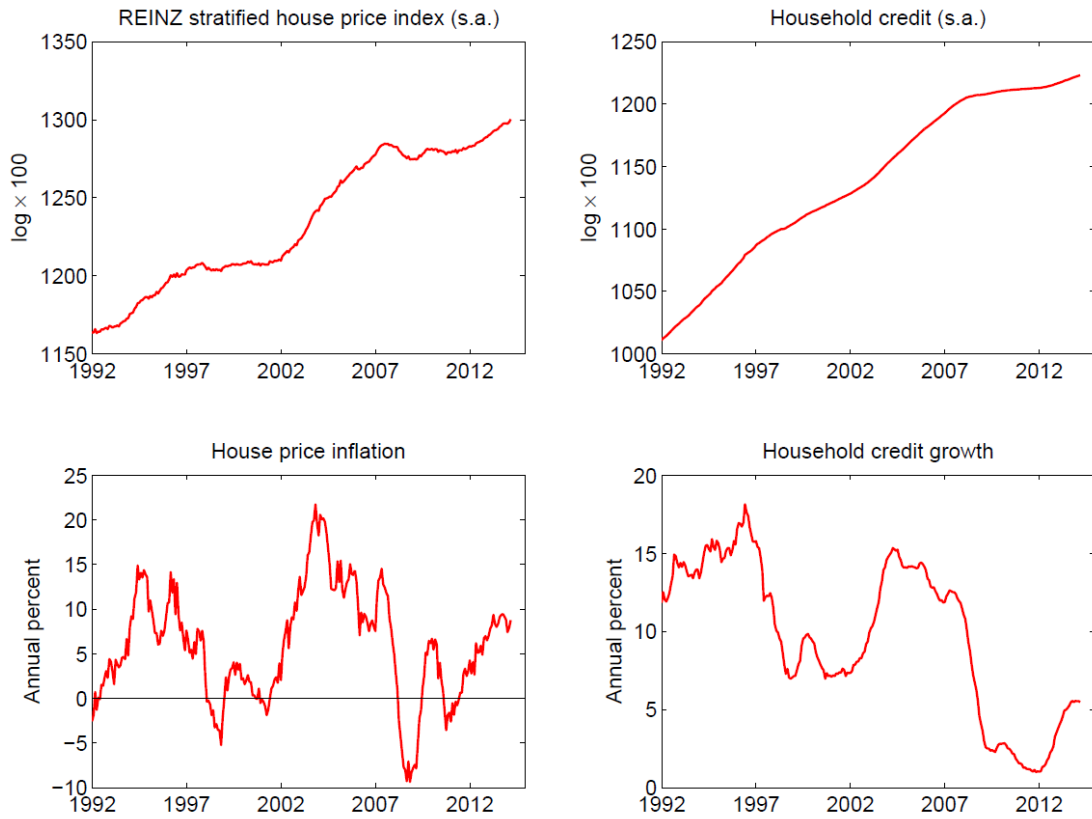 REINZ stratified house price index (s.a.)
1350
1300
1250
1200
1150
log × 100
1992 1997 2002 2007 2012
Household credit (s.a.)
1250
1200
1150
1100
1050
1000
log × 100
1992 1997 2002 2007 2012
House price inflation
25
20
15
10
5
0
−5
−10
Annual percent
1992 1997 2002 2007 2012
Household credit growth
20
15
10
5
0
Annual percent
1992 1997 2002 2007 2012